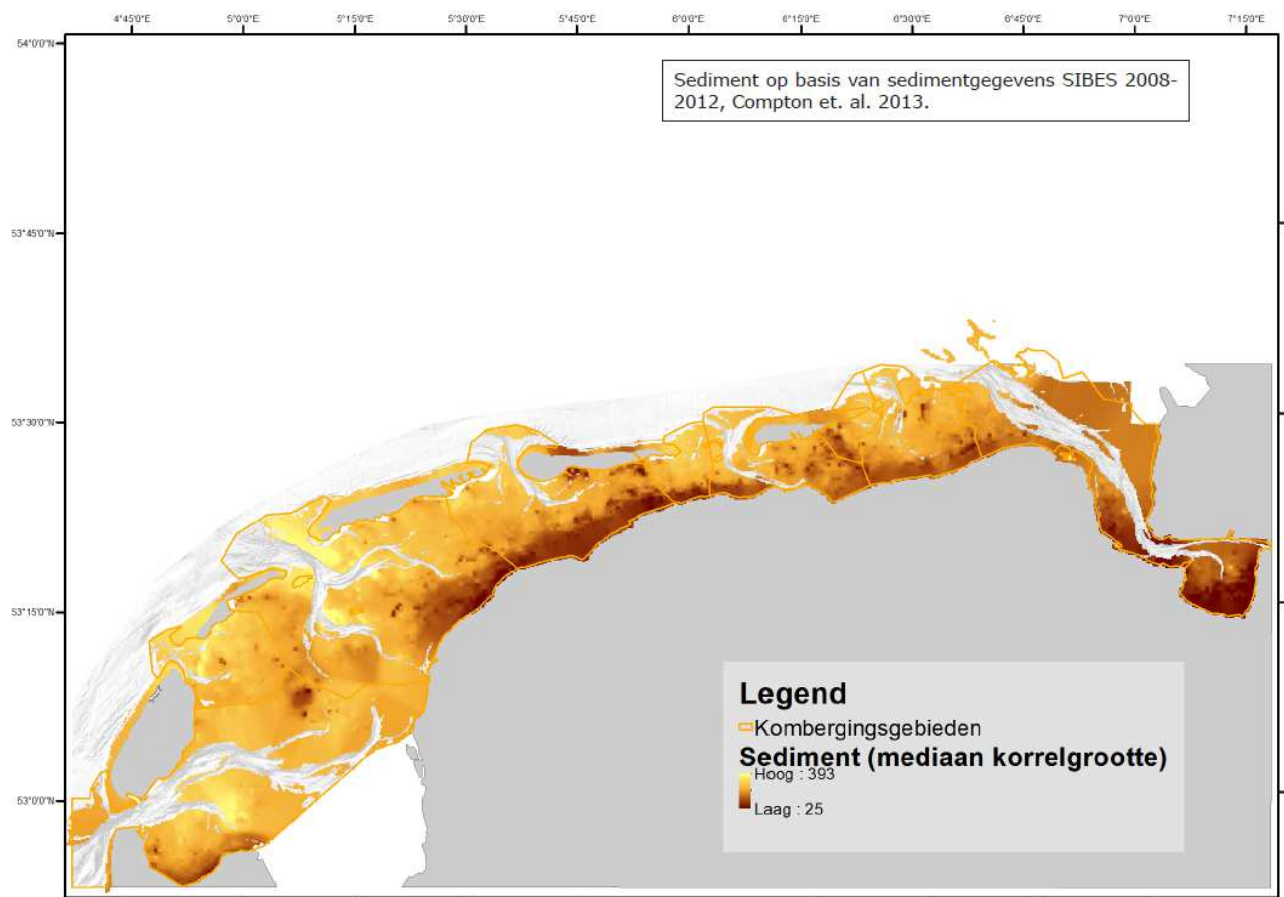 4°45'0"E 5°0'0"E 5°15'0"E 5°30'0"E 5°45'0"E 6°0'0"E 6°15'0"E 6°30'0"E 6°45'0"E 7°0'0"E 7°15'0"E
54°0'0"N
Sediment op basis van sedimentgegevens SIBES 2008-
2012, Compton et. al. 2013.
53°45'0"N
53°30'0"N
53°15'0"N
53°0'0"N
Legend
Kombergingsgebieden
Sediment (mediaan korrelgrootte)
Hoog : 393
Laag : 25